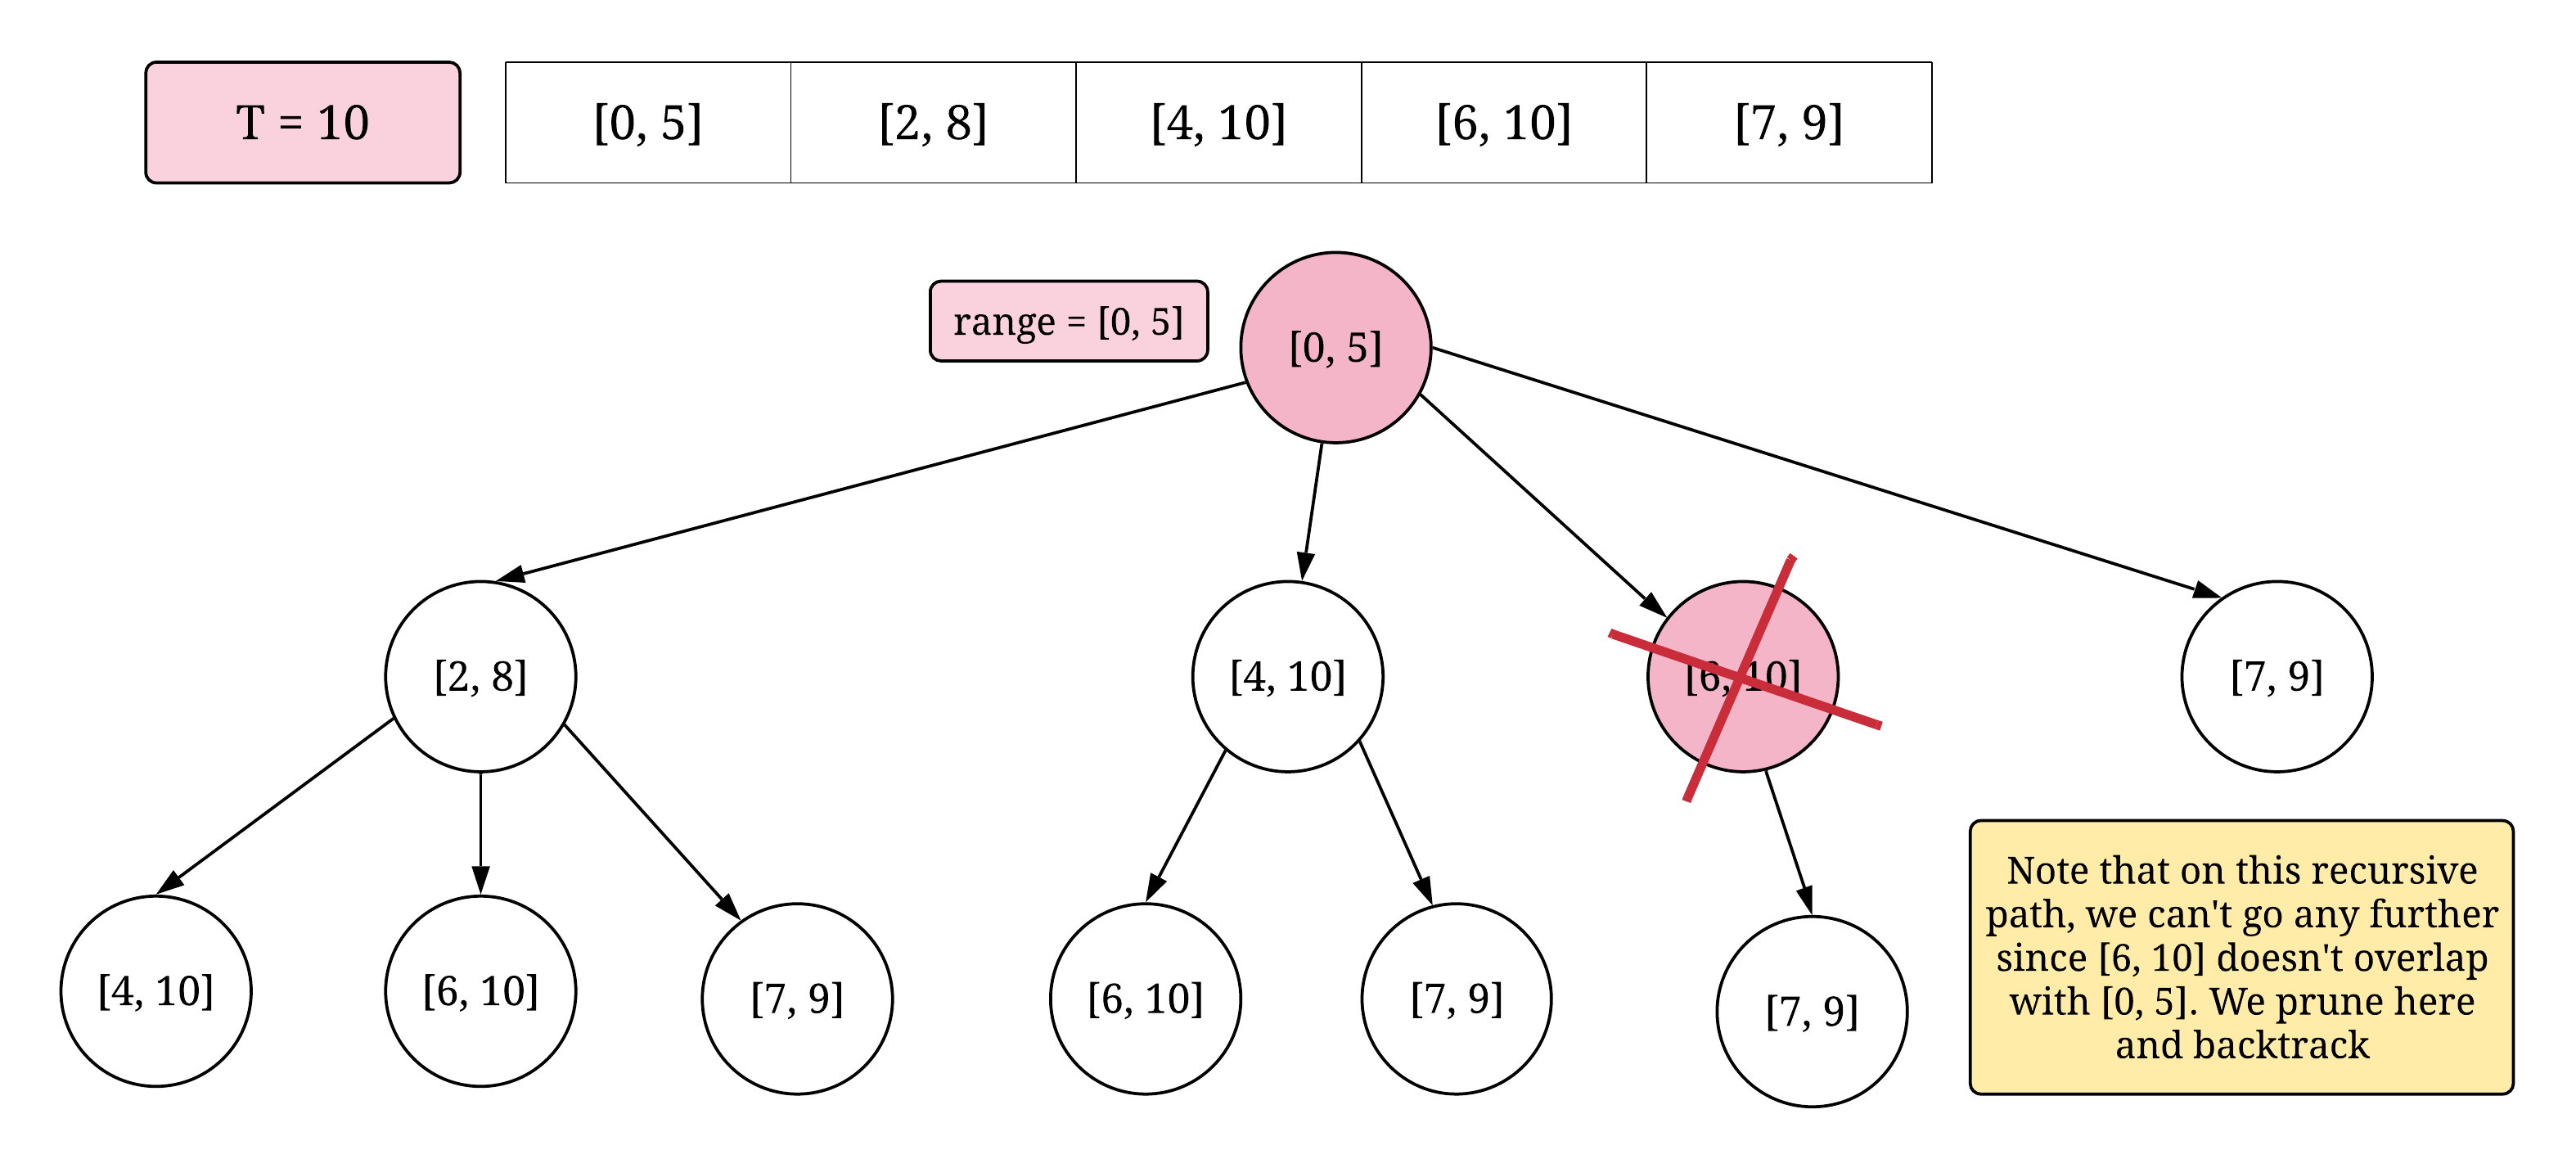 T = 10
[0, 5] [2, 8] [4, 10] [6, 10] [7, 9]
range = [0, 5]
[0, 5]
[2, 8]
[4, 10]
[6, 10]
[7, 9]
[4, 10]
[6, 10]
[7, 9]
[6, 10]
[7, 9]
[7, 9]
Note that on this recursive
path, we can't go any further
since [6, 10] doesn't overlap
with [0, 5]. We prune here
and backtrack